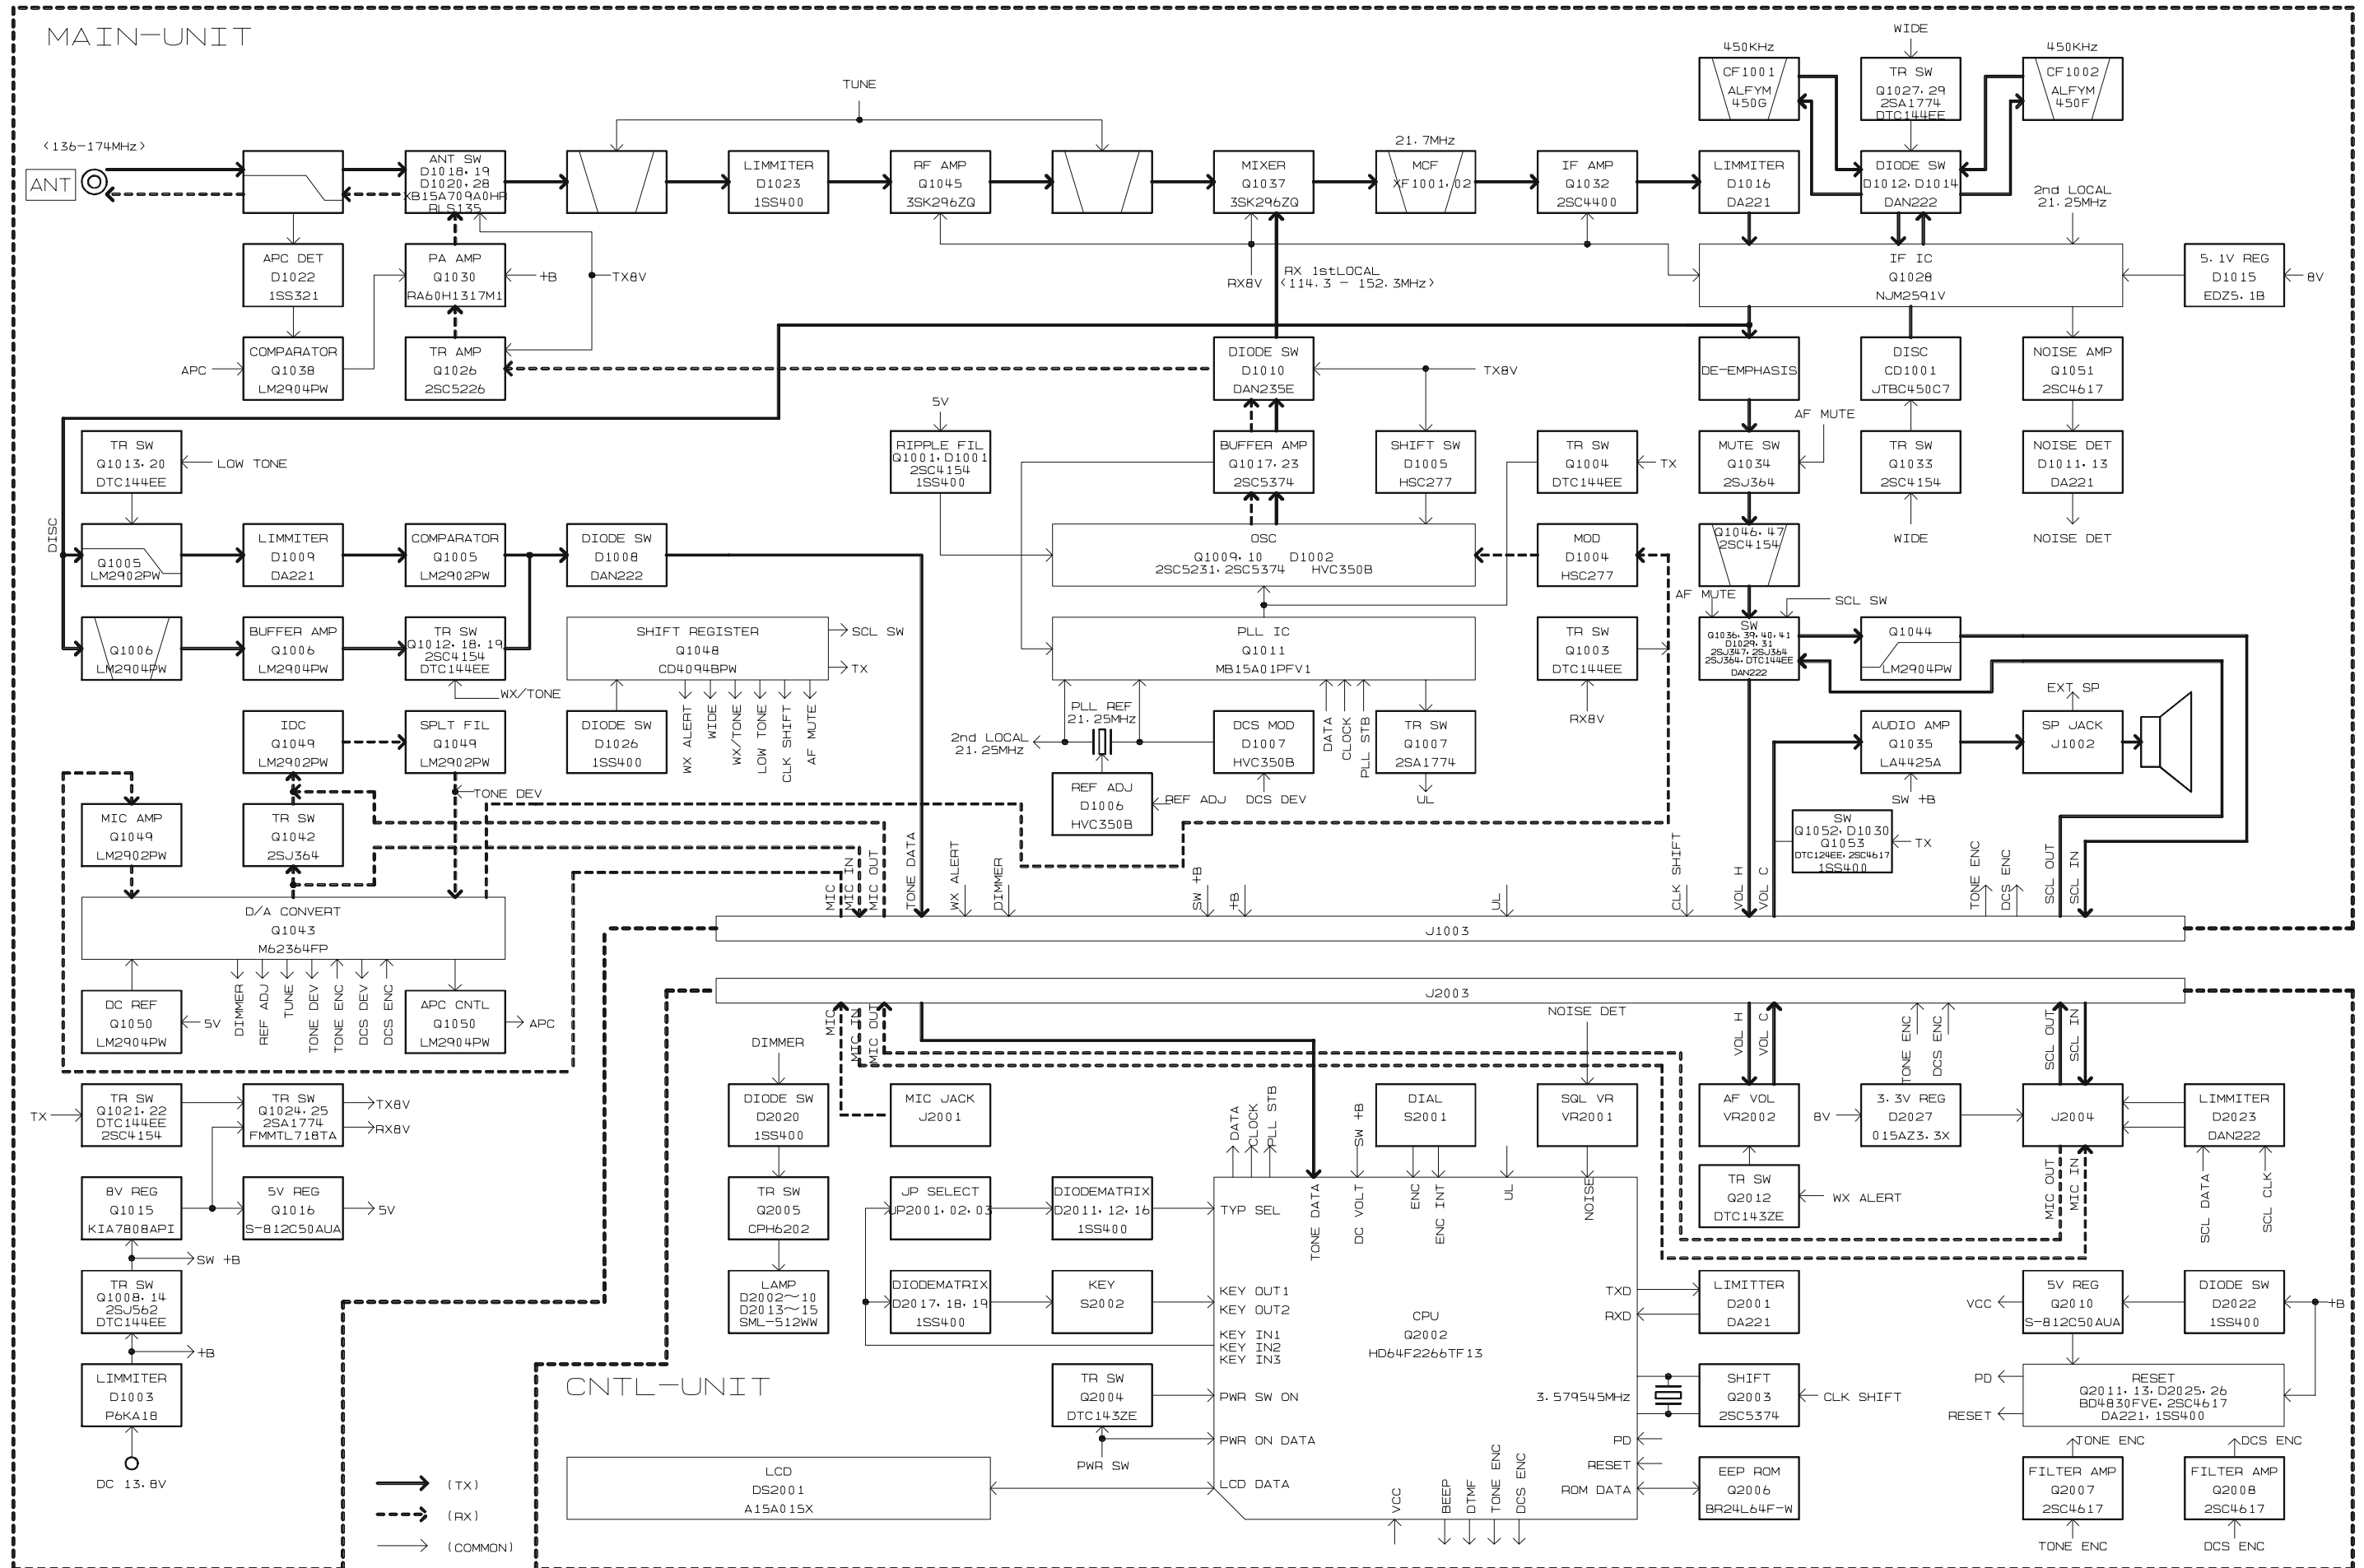 MAIN-UNIT
<136-174MHz>
ANT
ANT SW
D1018,19
D1020,28
XB15A709A0HR
RLS135
TUNE
LIMMITER
D1023
1SS400
RF AMP
Q1045
3SK296ZQ
MIXER
Q1037
3SK296ZQ
21.7MHz
MCF
XF1001,02
IF AMP
Q1032
2SC4400
LIMMITER
D1016
DA221
450KHz
CF1001
ALFYM
450G
WIDE
TR SW
Q1027,29
2SA1774
DTC144EE
450KHz
CF1002
ALFYM
450F
DIODE SW
D1012,D1014
DAN222
2nd LOCAL
21.25MHz
APC DET
D1022
1SS321
PA AMP
Q1030
RA60H1317M1
+B
TX8V
RX8V
RX 1stLOCAL
<114.3 - 152.3MHz>
IF IC
Q1028
NJM2591V
5.1V REG
D1015
EDZ5.1B
8V
APC
COMPARATOR
Q1038
LM2904PW
TR AMP
Q1026
2SC5226
DIODE SW
D1010
DAN235E
TX8V
DE-EMPHASIS
DISC
CD1001
JTBC450C7
NOISE AMP
Q1051
2SC4617
TR SW
Q1013,20
DTC144EE
LOW TONE
5V
RIPPLE FIL
Q1001,D1001
2SC4154
1SS400
BUFFER AMP
Q1017,23
2SC5374
SHIFT SW
D1005
HSC277
TR SW
Q1004
DTC144EE
TX
MUTE SW
Q1034
2SJ364
AF MUTE
TR SW
Q1033
2SC4154
NOISE DET
D1011,13
DA221
DISC
Q1005
LM2902PW
LIMMITER
D1009
DA221
COMPARATOR
Q1005
LM2902PW
DIODE SW
D1008
DAN222
OSC
Q1009,10 D1002
2SC5231,2SC5374 HVC350B
MOD
D1004
HSC277
Q1046,47
2SC4154
WIDE
NOISE DET
Q1006
LM2904PW
BUFFER AMP
Q1006
LM2904PW
TR SW
Q1012,18,19
2SC4154
DTC144EE
WX/TONE
SHIFT REGISTER
Q1048
CD4094BPW
SCL SW
TX
PLL IC
Q1011
MB15A01PFV1
TR SW
Q1003
DTC144EE
RX8V
AF MUTE
SCL SW
SW
Q1036,39,40,41
D1029,31
2SJ347,2SJ364
2SJ364,DTC144EE
DAN222
Q1044
LM2904PW
IDC
Q1049
LM2902PW
SPLT FIL
Q1049
LM2902PW
TONE DEV
DIODE SW
D1026
1SS400
WX ALERT
WIDE
WX/TONE
LOW TONE
CLK SHIFT
AF MUTE
2nd LOCAL
21.25MHz
PLL REF
21.25MHz
DCS MOD
D1007
HVC350B
DATA
CLOCK
PLL STB
TR SW
Q1007
2SA1774
UL
EXT SP
AUDIO AMP
Q1035
LA4425A
SW +B
SP JACK
J1002
REF ADJ
D1006
HVC350B
REF ADJ
DCS DEV
MIC AMP
Q1049
LM2902PW
TR SW
Q1042
2SJ364
SW
Q1052,D1030
Q1053
DTC124EE,2SC4617
1SS400
TX
D/A CONVERT
Q1043
M62364FP
MIC
MIC IN
MIC OUT
TONE DATA
WX ALERT
DIMMER
SW +B
+B
UL
CLK SHIFT
VOL H
VOL C
TONE ENC
DCS ENC
SCL OUT
SCL IN
J1003
DC REF
Q1050
LM2904PW
5V
DIMMER
REF ADJ
TUNE
TONE DEV
TONE ENC
DCS DEV
DCS ENC
APC CNTL
Q1050
LM2904PW
APC
J2003
MIC
MIC IN
MIC OUT
NOISE DET
VOL H
VOL C
TONE ENC
DCS ENC
SCL OUT
SCL IN
TX
TR SW
Q1021,22
DTC144EE
2SC4154
TR SW
Q1024,25
2SA1774
FMMTL718TA
TX8V
RX8V
DIMMER
DIODE SW
D2020
1SS400
MIC JACK
J2001
DATA
CLOCK
PLL STB
SW +B
DIAL
S2001
SQL VR
VR2001
AF VOL
VR2002
8V
3.3V REG
D2027
015AZ3.3X
J2004
LIMMITER
D2023
DAN222
8V REG
Q1015
KIA7808API
5V REG
Q1016
S-812C50AUA
5V
TR SW
Q2005
CPH6202
JP SELECT
JP2001,02,03
DIODEMATRIX
D2011,12,16
1SS400
TYP SEL
TONE DATA
DC VOLT
ENC
ENC INT
UL
NOISE
TR SW
Q2012
DTC143ZE
WX ALERT
MIC OUT
MIC IN
SCL DATA
SCL CLK
SW +B
TR SW
Q1008,14
2SJ562
DTC144EE
LAMP
D2002~10
D2013~15
SML-512WW
DIODEMATRIX
D2017,18,19
1SS400
KEY
S2002
KEY OUT1
KEY OUT2
KEY IN1
KEY IN2
KEY IN3
CPU
Q2002
HD64F2266TF13
TXD
RXD
LIMITTER
D2001
DA221
VCC
5V REG
Q2010
S-812C50AUA
DIODE SW
D2022
1SS400
+B
+B
LIMMITER
D1003
P6KA18
DC 13.8V
CNTL-UNIT
TR SW
Q2004
DTC143ZE
PWR SW ON
PWR ON DATA
PWR SW
3.579545MHz
SHIFT
Q2003
2SC5374
CLK SHIFT
PD
RESET
RESET
Q2011,13,D2025,26
BD4830FVE,2SC4617
DA221,1SS400
PD
RESET
ROM DATA
LCD
DS2001
A15A015X
LCD DATA
VCC
BEEP
DTMF
TONE ENC
DCS ENC
EEP ROM
Q2006
BR24L64F-W
TONE ENC
FILTER AMP
Q2007
2SC4617
TONE ENC
DCS ENC
FILTER AMP
Q2008
2SC4617
DCS ENC
(TX)
(RX)
(COMMON)